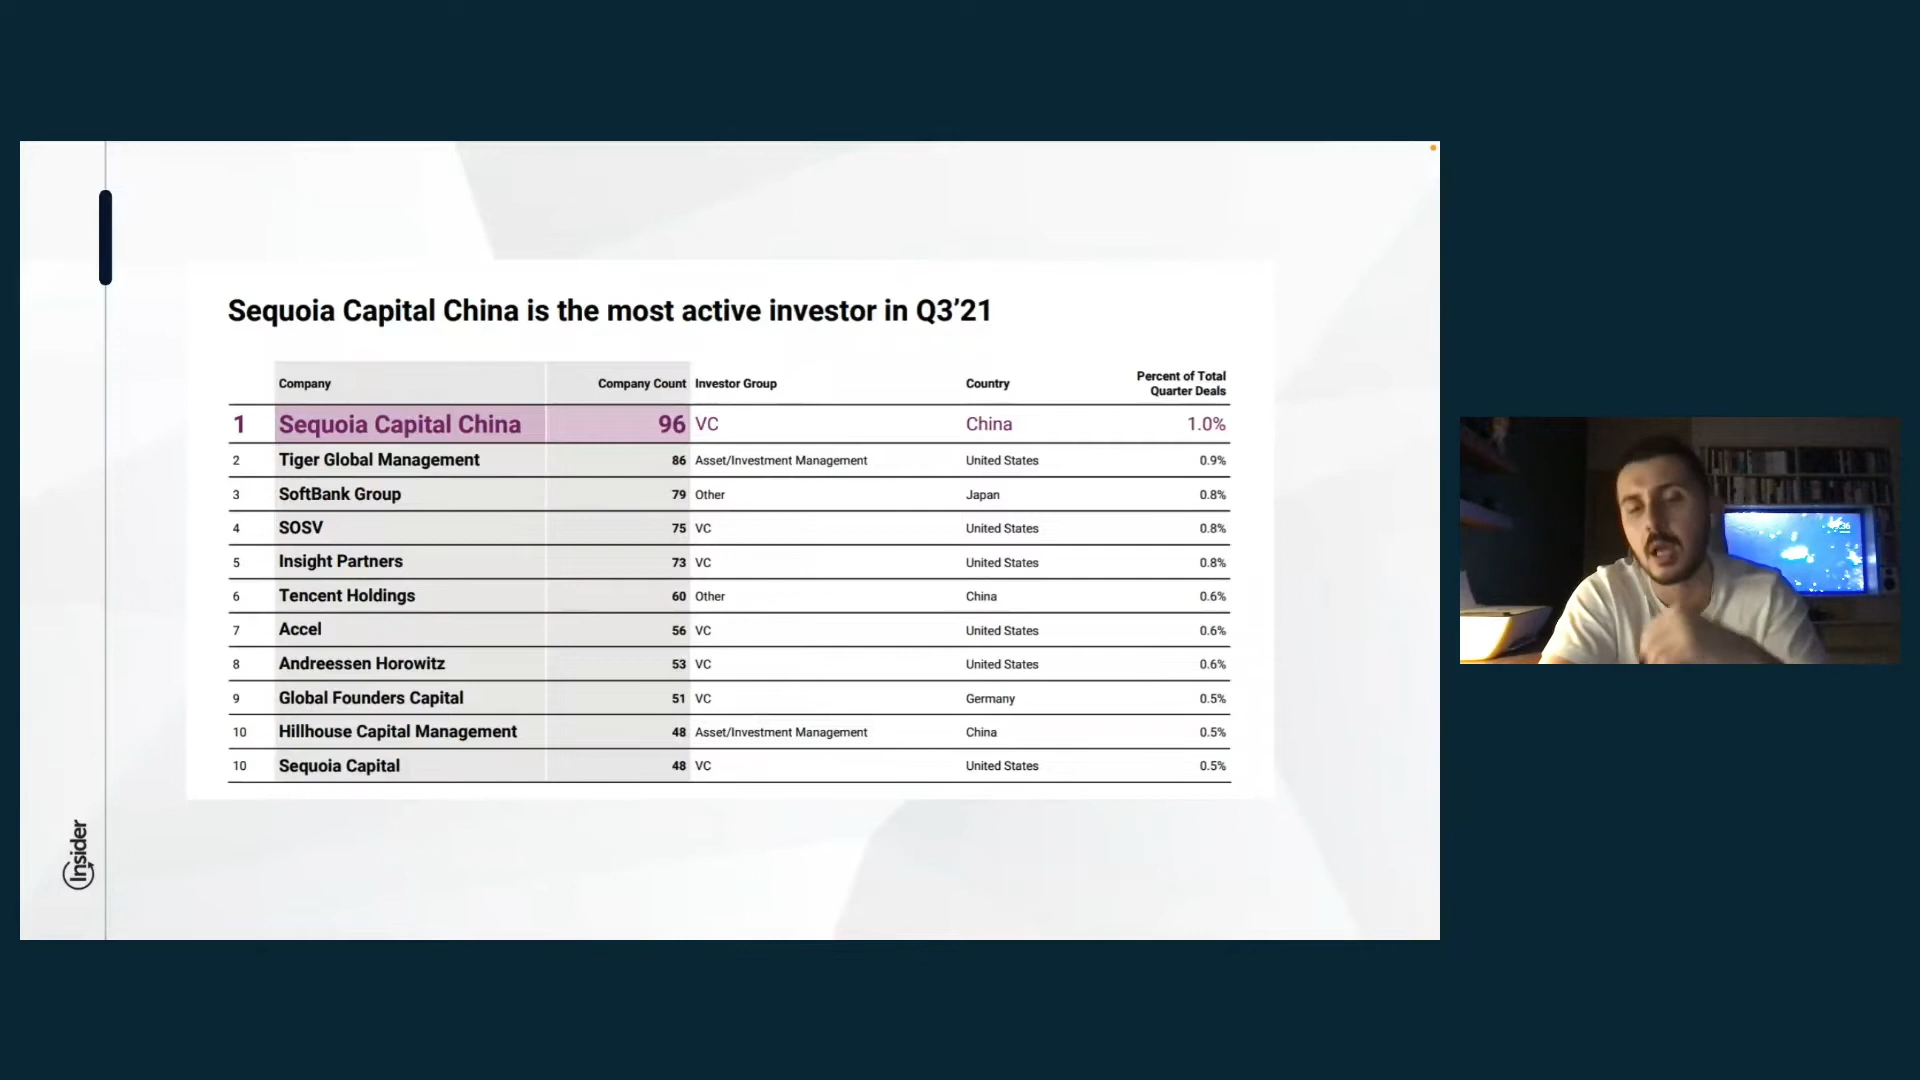 Sequoia Capital China is the most active investor in Q3’21
Company Company Count Investor Group Country Percent of Total Quarter Deals
1 Sequoia Capital China 96 VC China 1.0%
2 Tiger Global Management 86 Asset/Investment Management United States 0.9%
3 SoftBank Group 79 Other Japan 0.8%
4 SOSV 75 VC United States 0.8%
5 Insight Partners 73 VC United States 0.8%
6 Tencent Holdings 60 Other China 0.6%
7 Accel 56 VC United States 0.6%
8 Andreessen Horowitz 53 VC United States 0.6%
9 Global Founders Capital 51 VC Germany 0.5%
10 Hillhouse Capital Management 48 Asset/Investment Management China 0.5%
10 Sequoia Capital 48 VC United States 0.5%
Insider